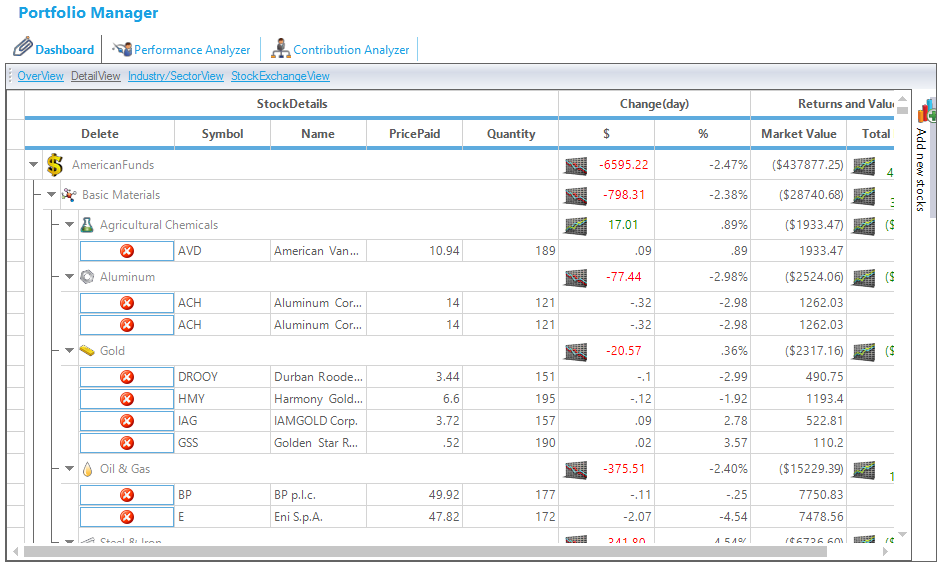 Portfolio Manager
Dashboard Performance Analyzer Contribution Analyzer
OverView DetailView Industry/SectorView StockExchangeView
StockDetails Change(day) Returns and Valu
Delete Symbol Name PricePaid Quantity $ % Market Value Total
Add new stocks
AmericanFunds -6595.22 -2.47% ($437877.25) 4
Basic Materials -798.31 -2.38% ($28740.68) 3
Agricultural Chemicals 17.01 .89% ($1933.47) ($
AVD American Van... 10.94 189 .09 .89 1933.47
Aluminum -77.44 -2.98% ($2524.06) ($
ACH Aluminum Cor... 14 121 -.32 -2.98 1262.03
ACH Aluminum Cor... 14 121 -.32 -2.98 1262.03
Gold -20.57 .36% ($2317.16) ($
DROOY Durban Roode... 3.44 151 -.1 -2.99 490.75
HMY Harmony Gold... 6.6 195 -.12 -1.92 1193.4
IAG IAMGOLD Corp. 3.72 157 .09 2.78 522.81
GSS Golden Star R... .52 190 .02 3.57 110.2
Oil & Gas -375.51 -2.40% ($15229.39) 1
BP BP p.l.c. 49.92 177 -.11 -.25 7750.83
E Eni S.p.A. 47.82 172 -2.07 -4.54 7478.56
Steel & Iron -341.80 -4.54% ($6736.60) ($